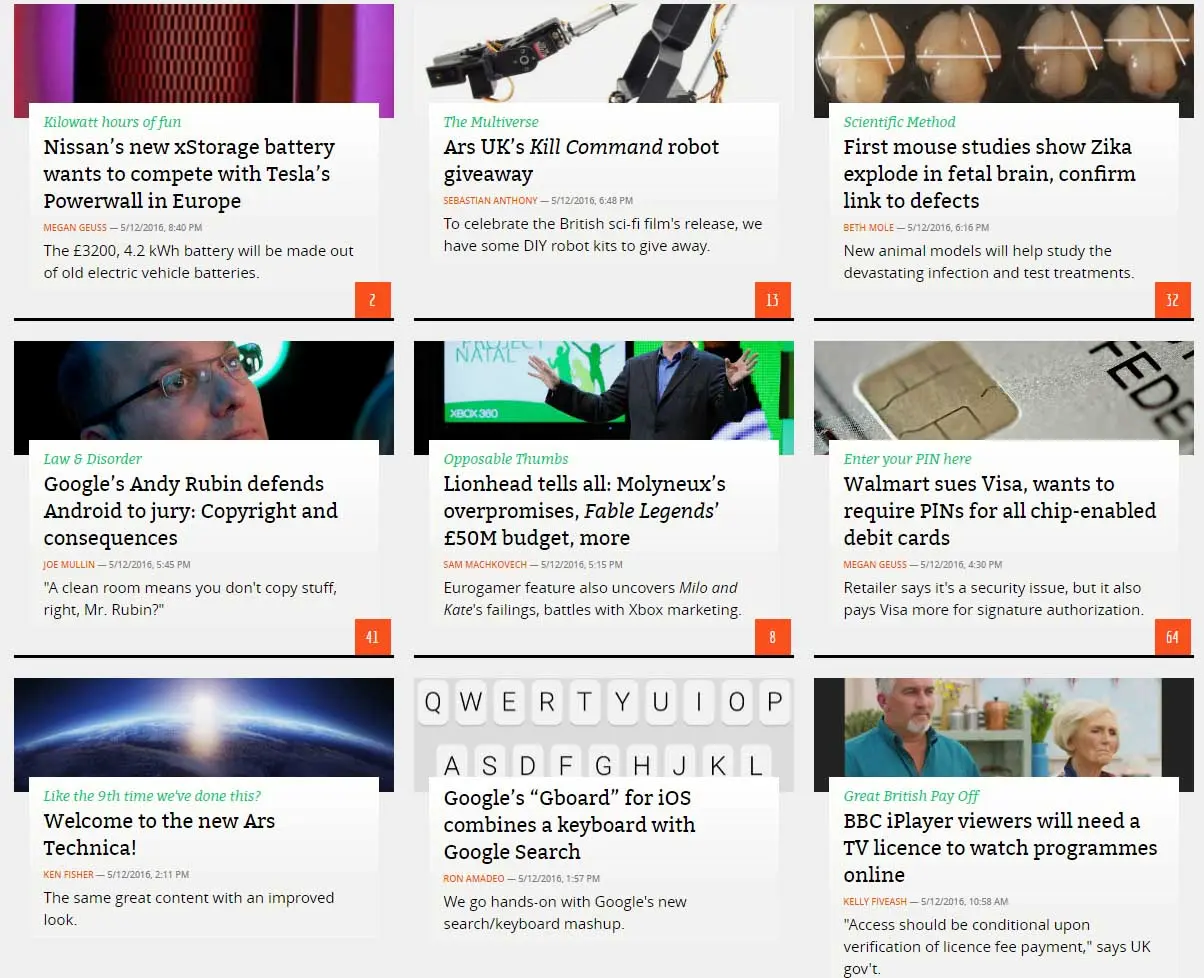 Kilowatt hours of fun
Nissan’s new xStorage battery
wants to compete with Tesla’s
Powerwall in Europe
MEGAN GEUSS — 5/12/2016, 8:40 PM
The £3200, 4.2 kWh battery will be made out
of old electric vehicle batteries.
2
The Multiverse
Ars UK’s Kill Command robot
giveaway
SEBASTIAN ANTHONY — 5/12/2016, 6:48 PM
To celebrate the British sci-fi film's release, we
have some DIY robot kits to give away.
13
Scientific Method
First mouse studies show Zika
explode in fetal brain, confirm
link to defects
BETH MOLE — 5/12/2016, 6:16 PM
New animal models will help study the
devastating infection and test treatments.
32
Law & Disorder
Google’s Andy Rubin defends
Android to jury: Copyright and
consequences
JOE MULLIN — 5/12/2016, 5:45 PM
"A clean room means you don't copy stuff,
right, Mr. Rubin?"
41
PROJECT
NATAL
XBOX 360
Opposable Thumbs
Lionhead tells all: Molyneux’s
overpromises, Fable Legends’
£50M budget, more
SAM MACHKOVECH — 5/12/2016, 5:15 PM
Eurogamer feature also uncovers Milo and
Kate's failings, battles with Xbox marketing.
8
FEDE
Enter your PIN here
Walmart sues Visa, wants to
require PINs for all chip-enabled
debit cards
MEGAN GEUSS — 5/12/2016, 4:30 PM
Retailer says it's a security issue, but it also
pays Visa more for signature authorization.
64
Like the 9th time we've done this?
Welcome to the new Ars
Technica!
KEN FISHER — 5/12/2016, 2:11 PM
The same great content with an improved
look.
Q W E R T Y U I O P
A S D F G H J K L
Google’s “Gboard” for iOS
combines a keyboard with
Google Search
RON AMADEO — 5/12/2016, 1:57 PM
We go hands-on with Google's new
search/keyboard mashup.
Great British Pay Off
BBC iPlayer viewers will need a
TV licence to watch programmes
online
KELLY FIVEASH — 5/12/2016, 10:58 AM
"Access should be conditional upon
verification of licence fee payment," says UK
gov't.